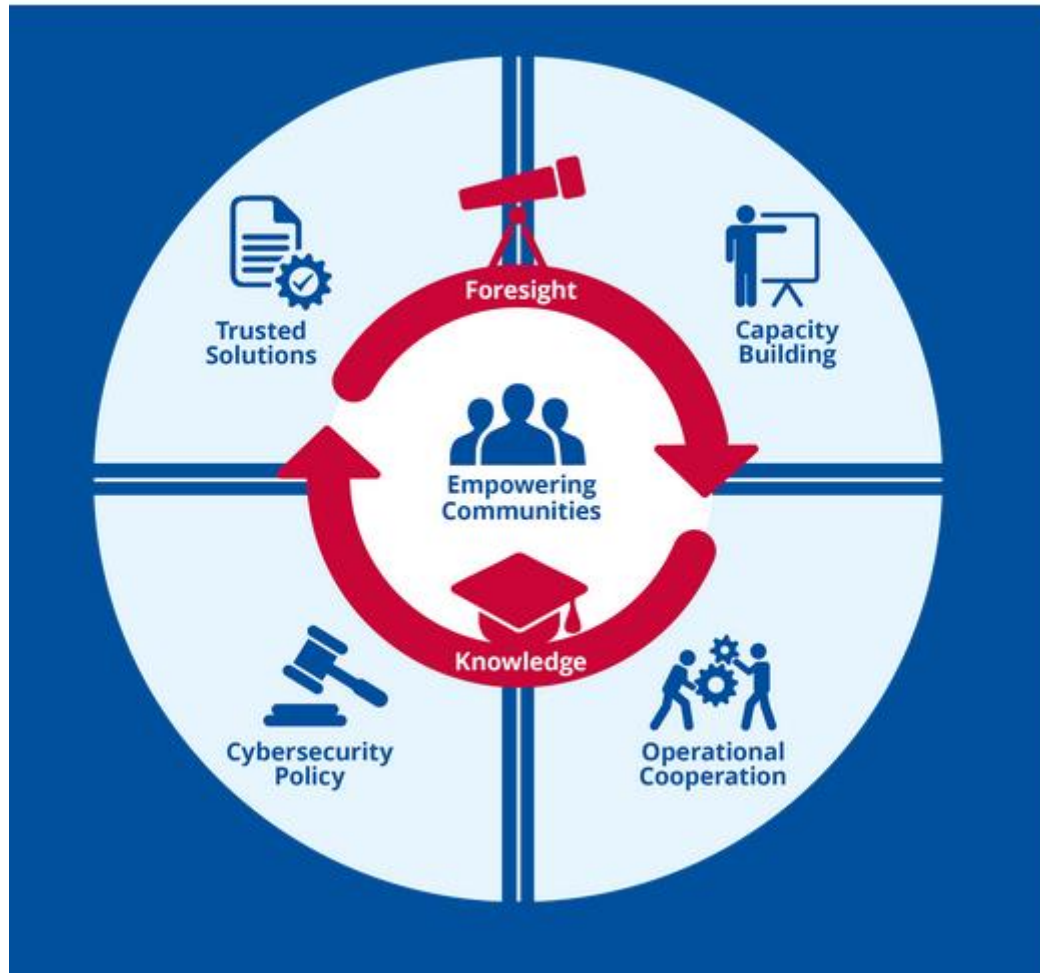 Foresight
Trusted
Solutions
Capacity
Building
Empowering
Communities
Knowledge
Cybersecurity
Policy
Operational
Cooperation